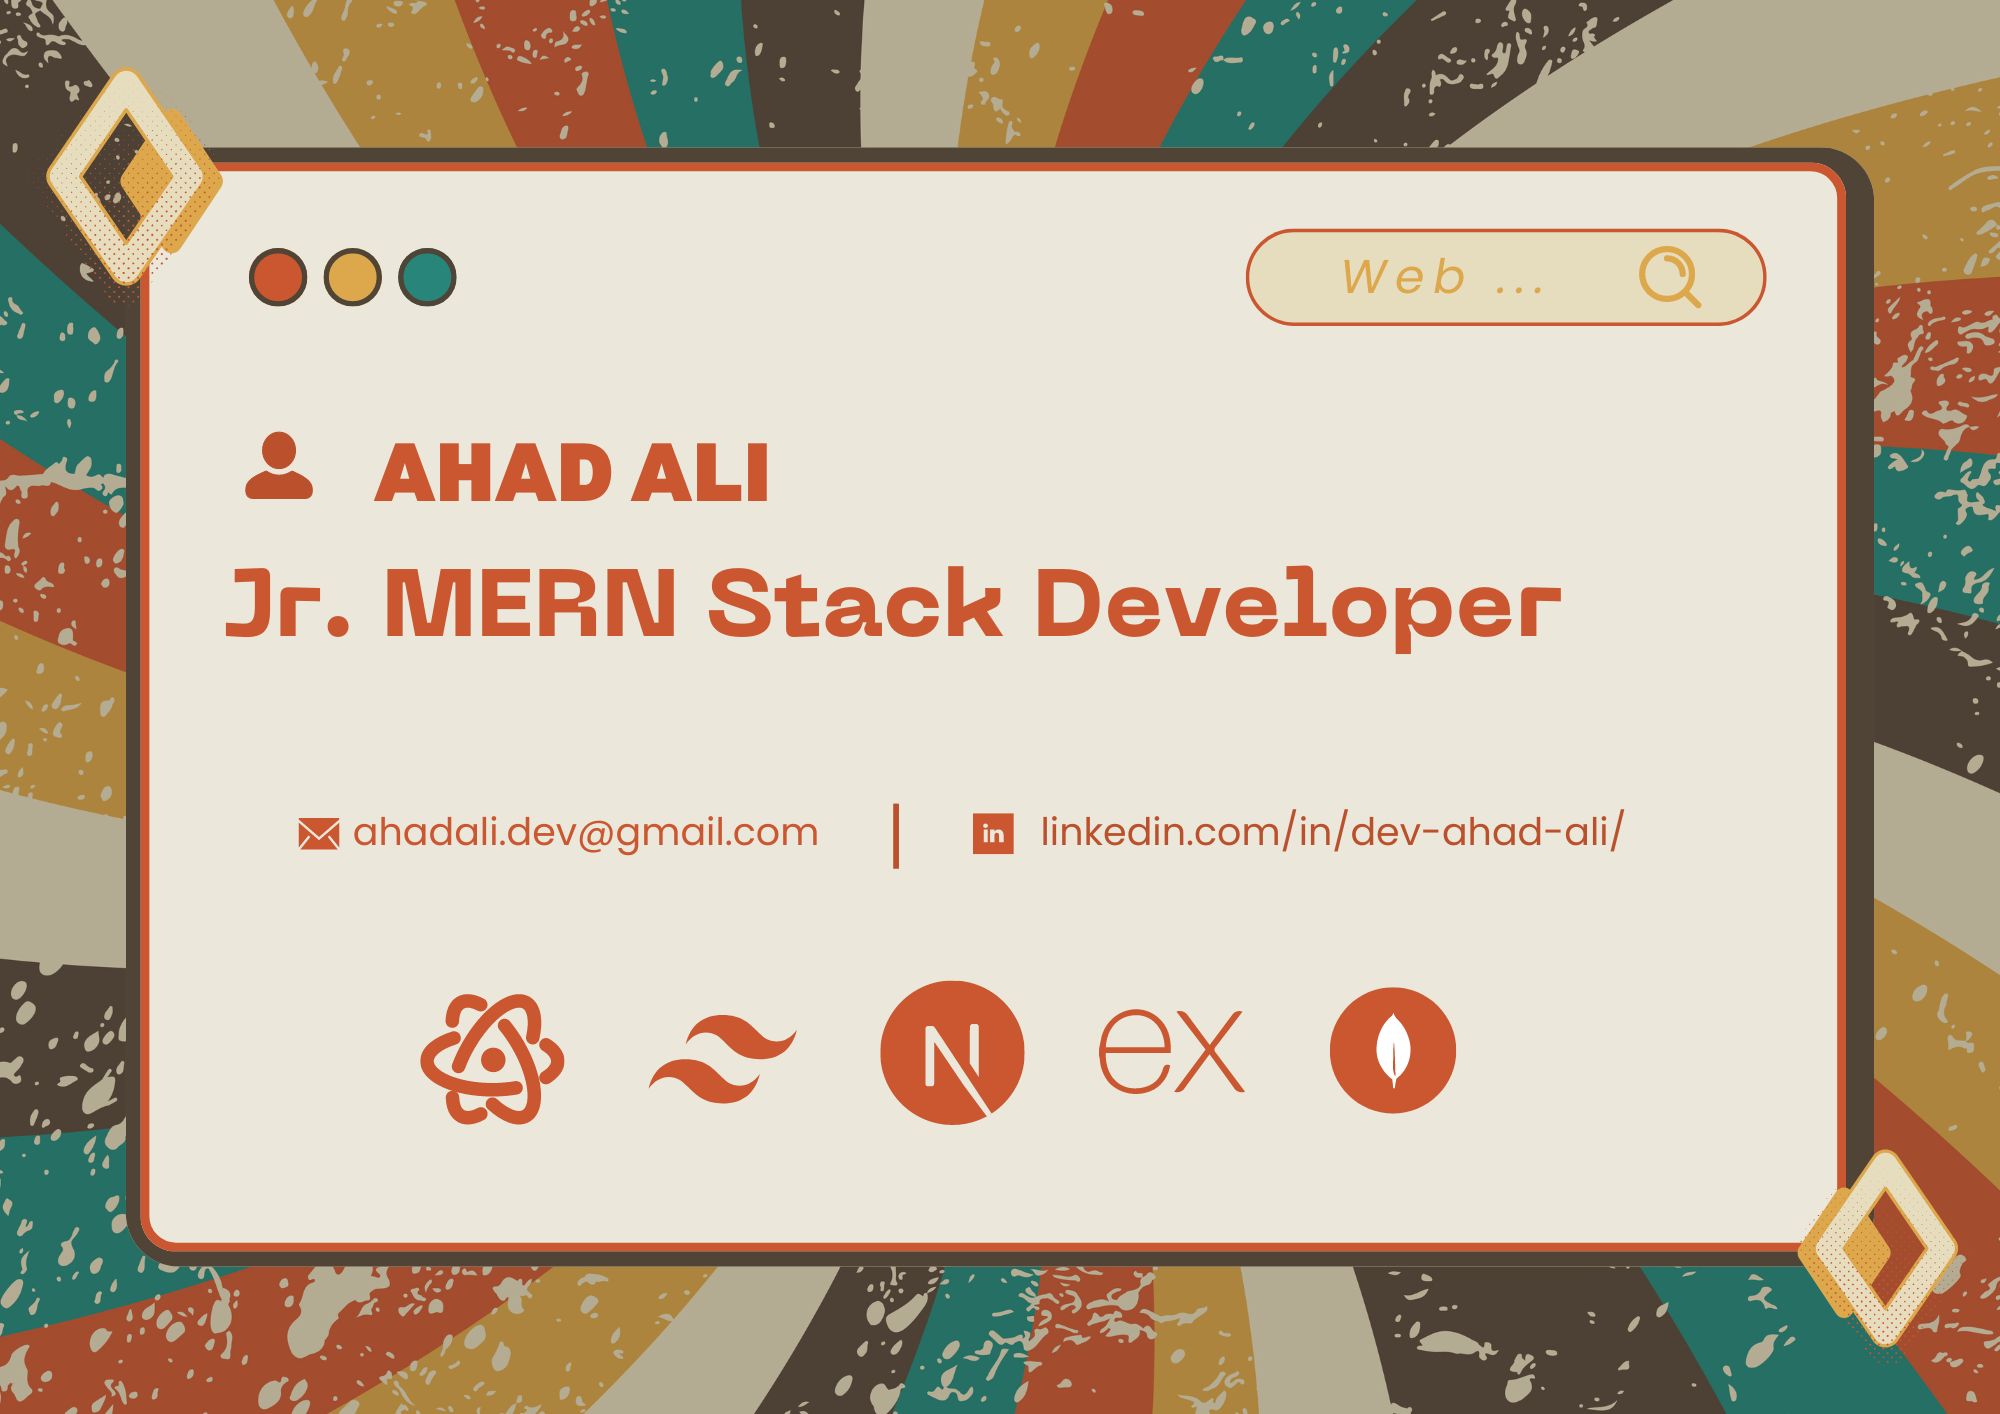 Web ...
AHAD ALI
Jr. MERN Stack Developer
ahadali.dev@gmail.com | linkedin.com/in/dev-ahad-ali/
in
N
ex